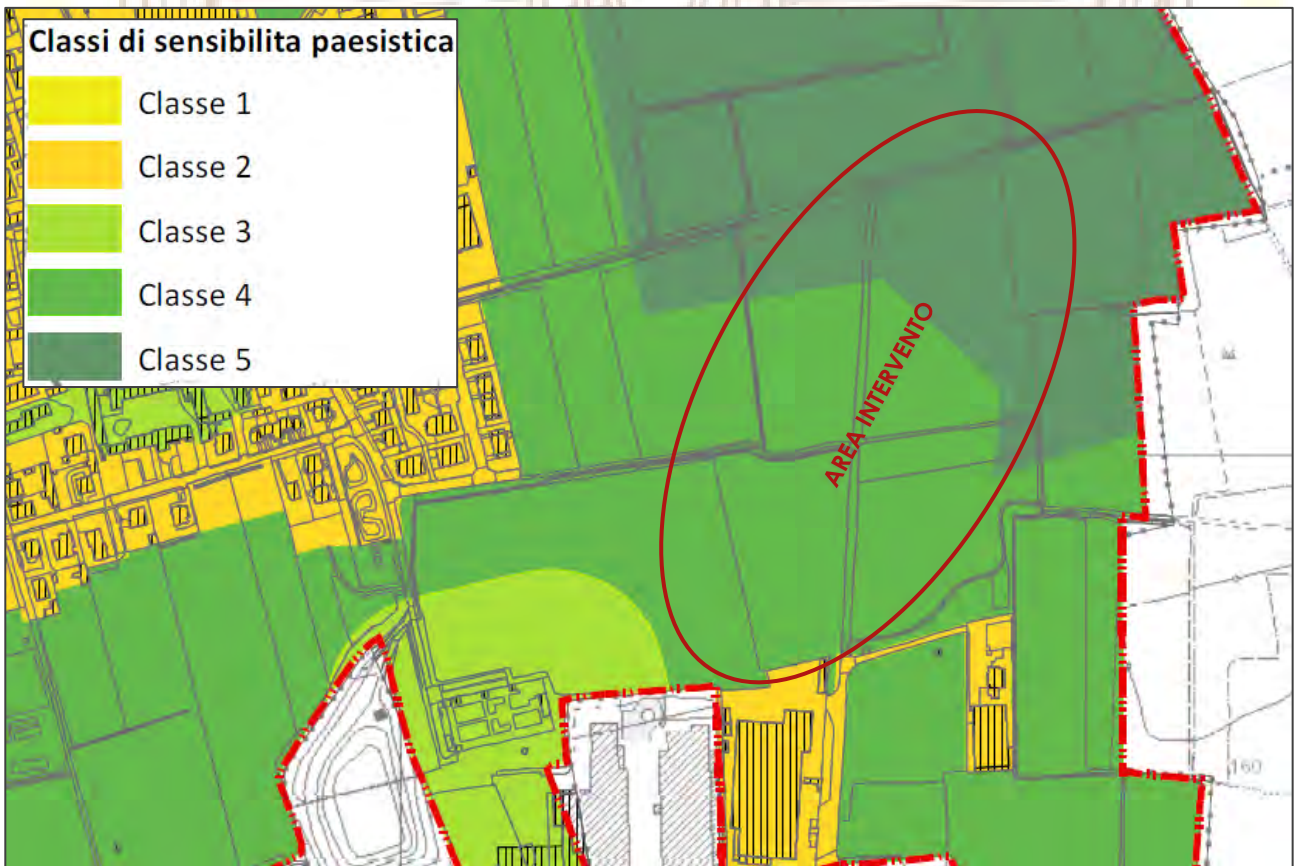 Classi di sensibilita paesistica
Classe 1
Classe 2
Classe 3
Classe 4
Classe 5
AREA INTERVENTO
160